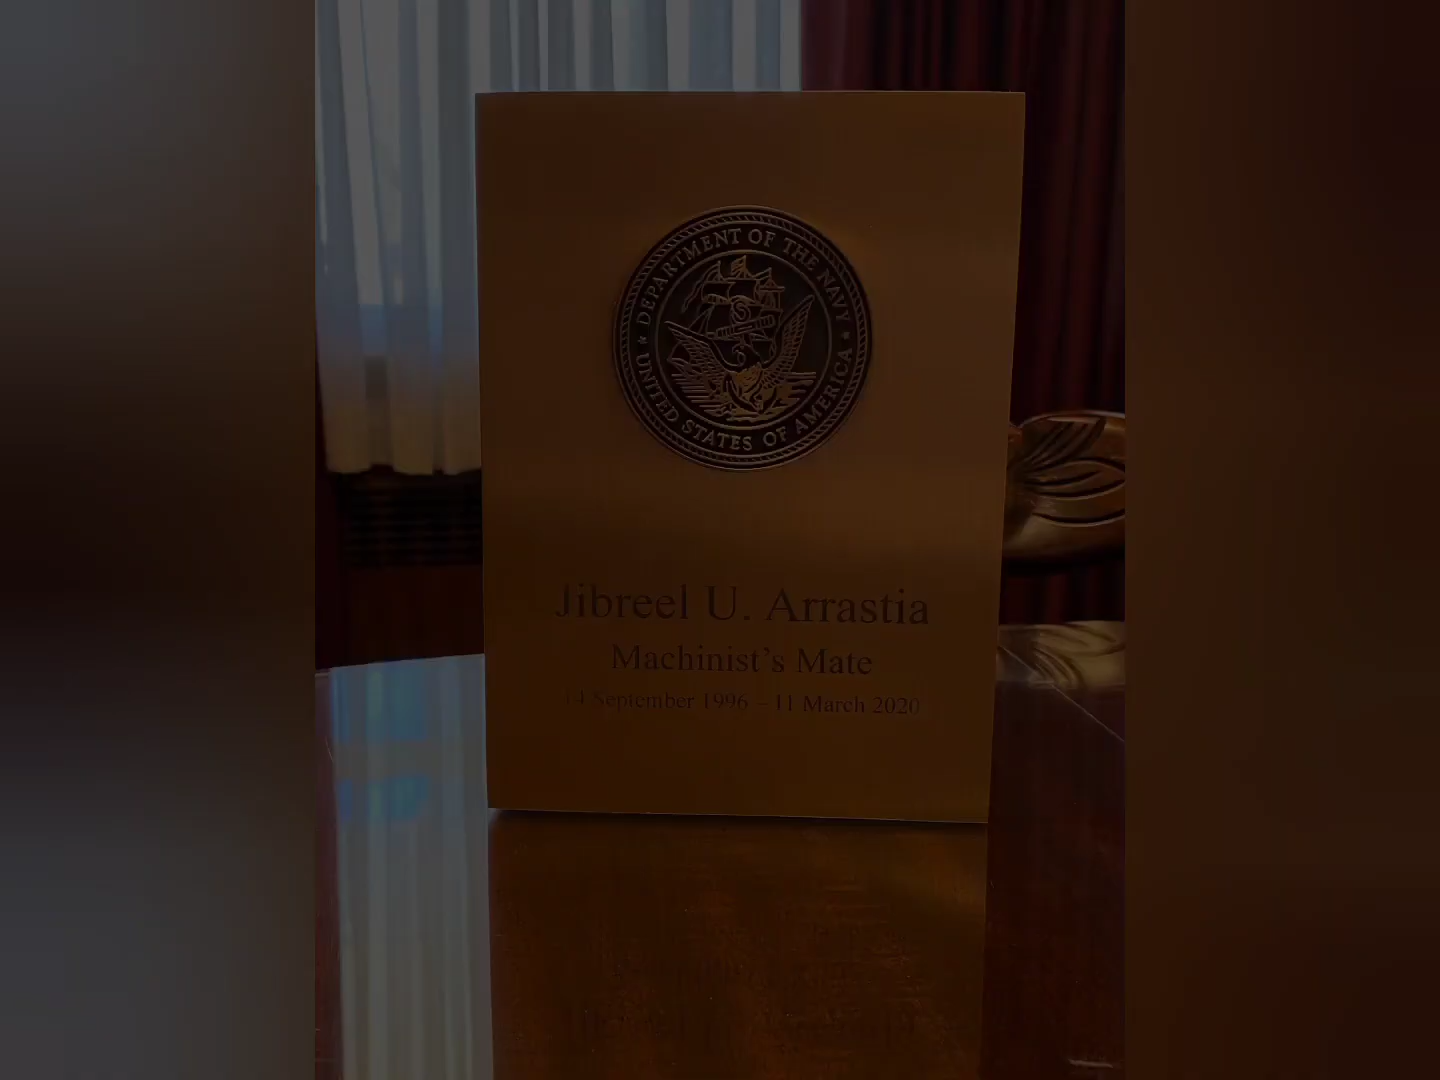 DEPARTMENT OF THE NAVY
UNITED STATES OF AMERICA
Jibreel U. Arrastia
Machinist's Mate
14 September 1996 – 11 March 2020